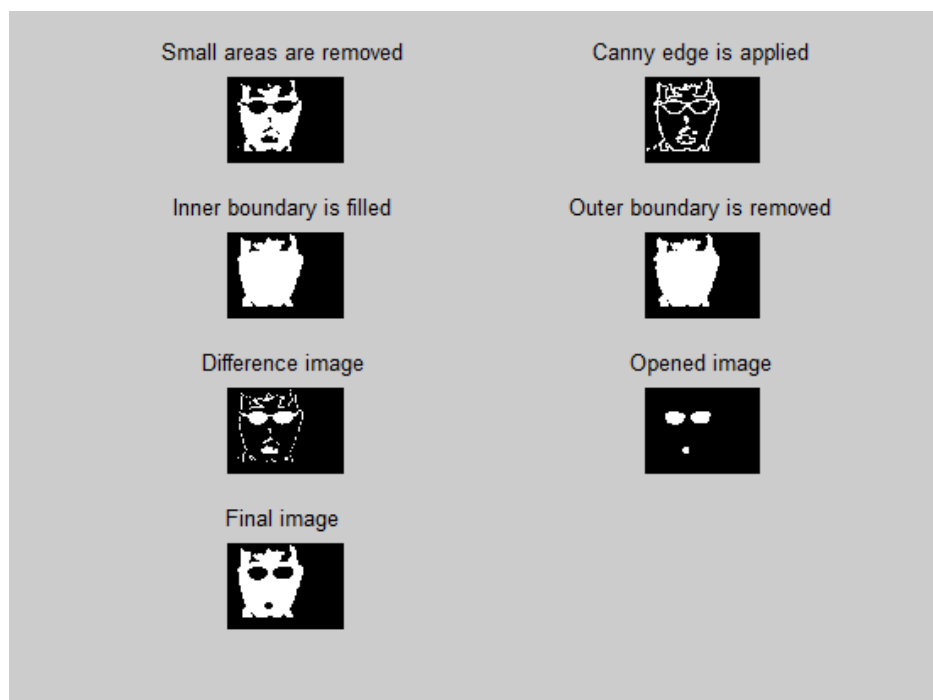 Small areas are removed
Canny edge is applied
Inner boundary is filled
Outer boundary is removed
Difference image
Opened image
Final image